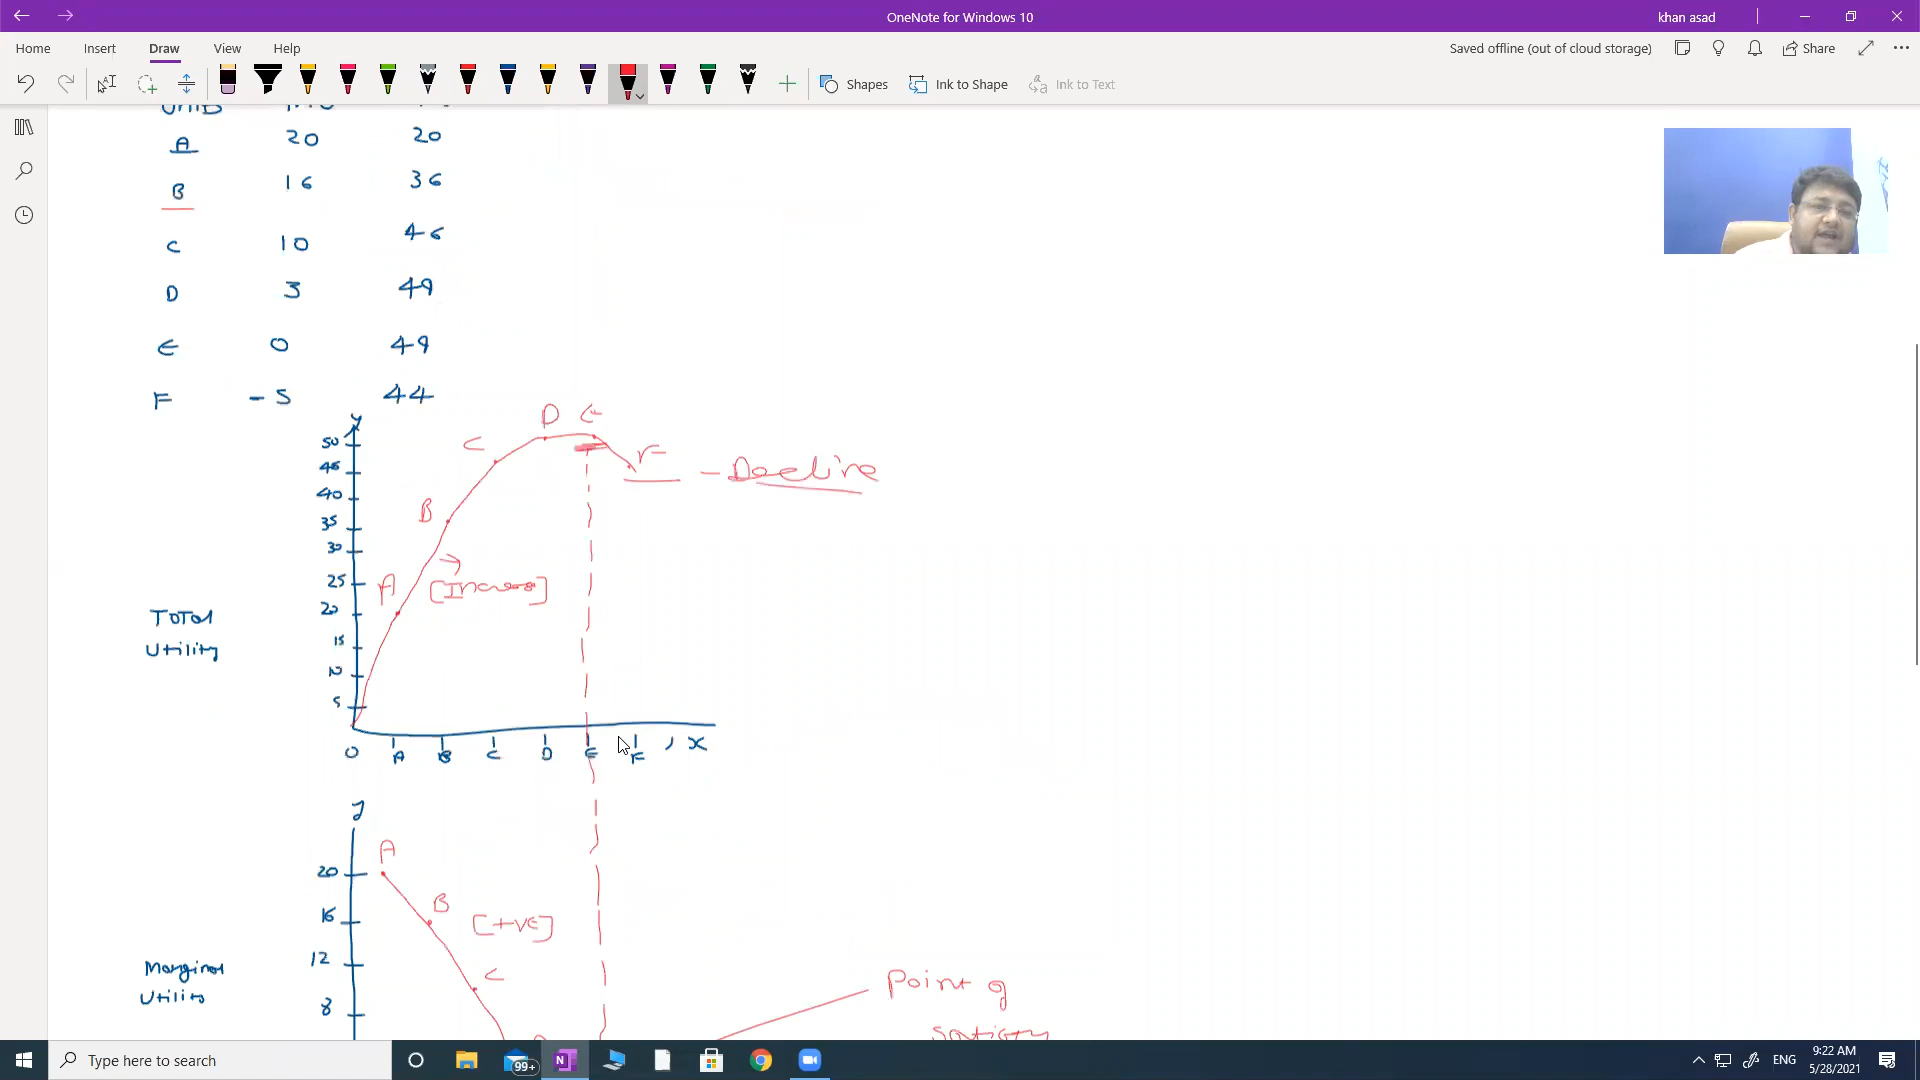 OneNote for Windows 10
khan asad
Home Insert Draw View Help
Saved offline (out of cloud storage)
Share
Shapes
Ink to Shape
Ink to Text
Units
A 20 20
B 16 36
C 10 46
D 3 49
E 0 49
F -5 44
y
50
45
40
35
30
25
20
15
10
5
A B C D E F
- Decline
[Increase]
Total
Utility
O A B C D E F , X
y
20
16
12
8
A
B
C
[+ve]
Marginal
Utility
Point of
Satiety
Type here to search
99+
ENG
9:22 AM
5/28/2021